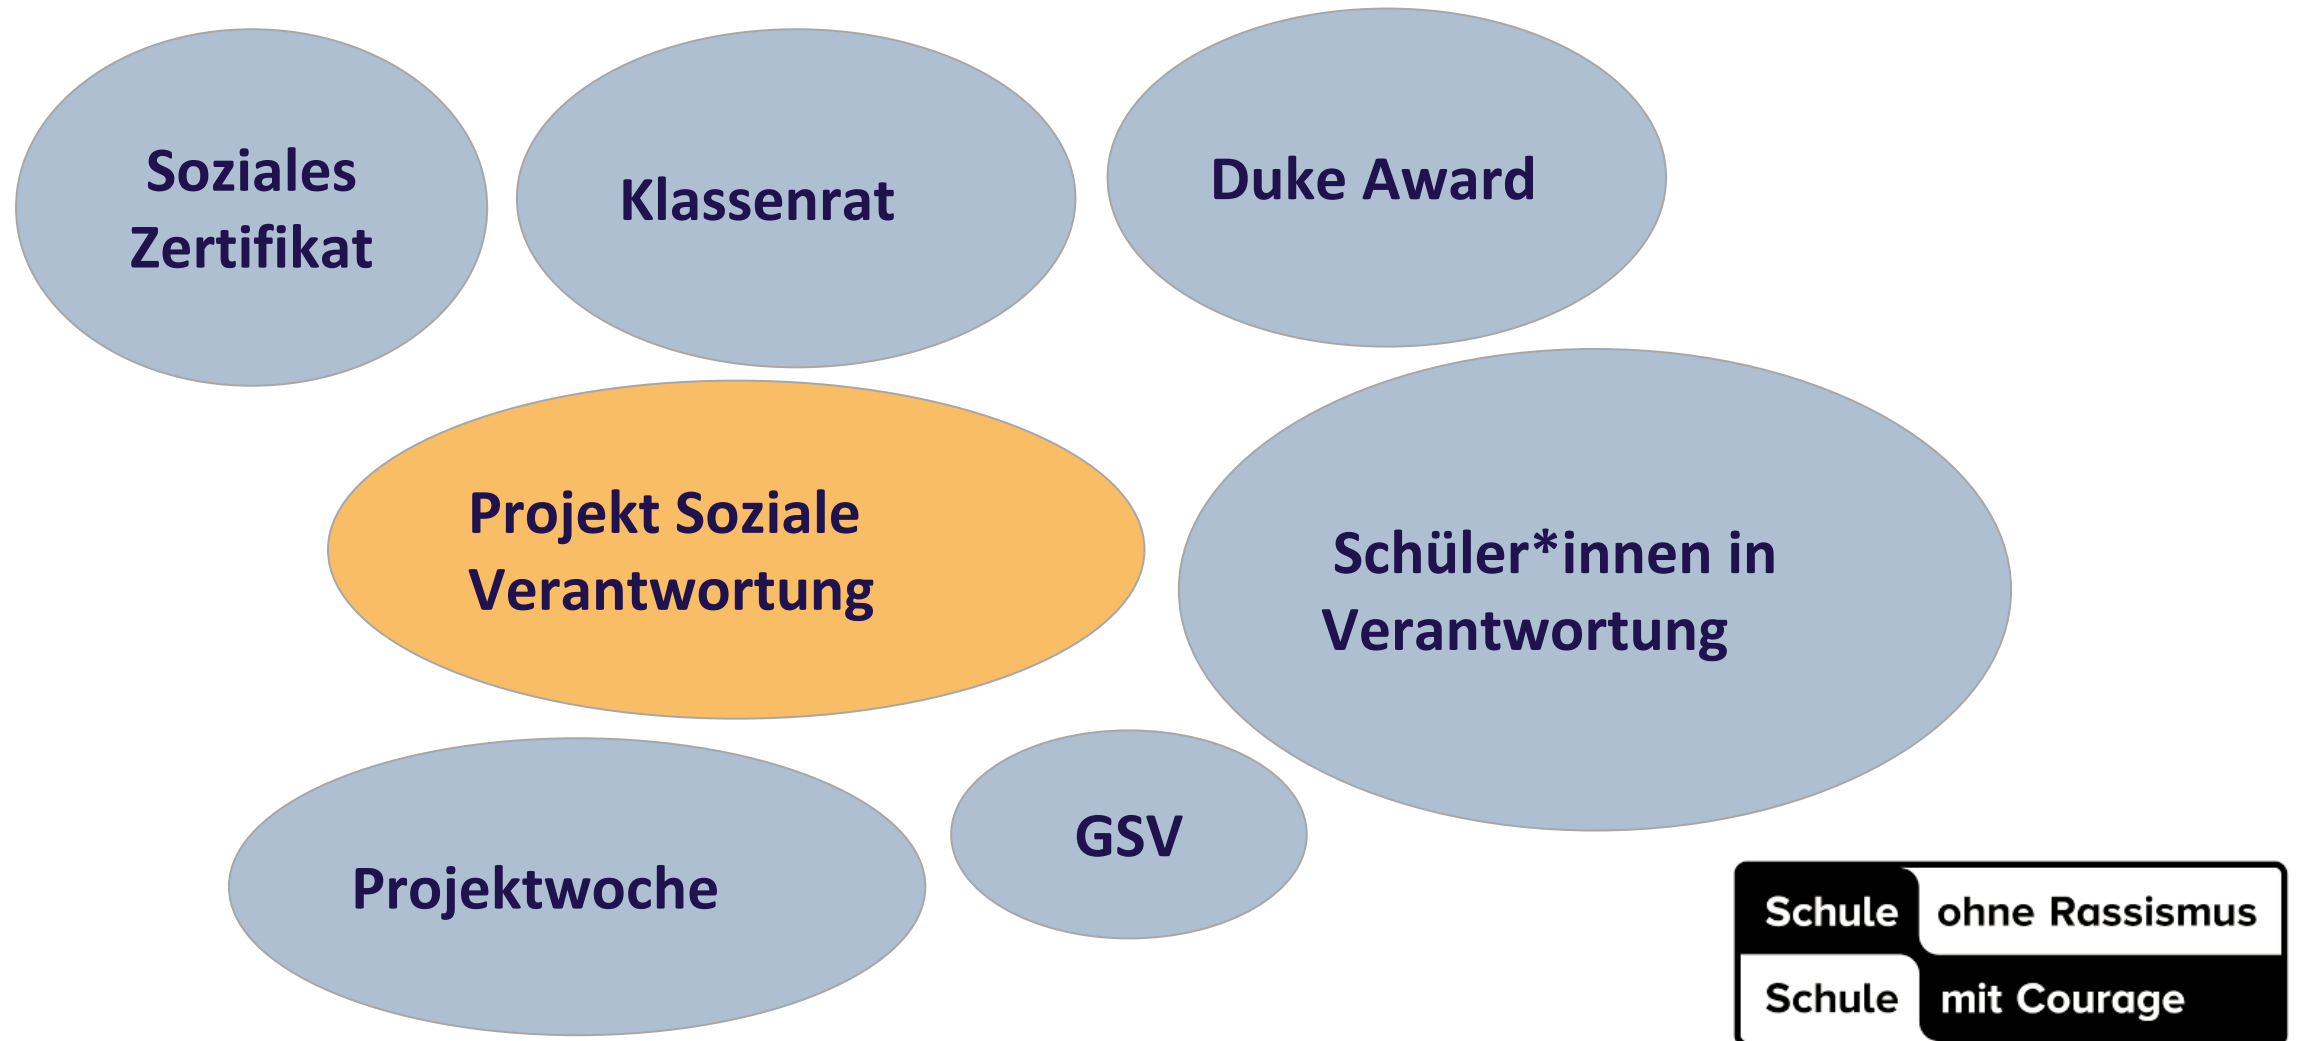 Soziales
Zertifikat
Klassenrat
Duke Award
Projekt Soziale
Verantwortung
Schüler*innen in
Verantwortung
Projektwoche
GSV
Schule ohne Rassismus
Schule mit Courage